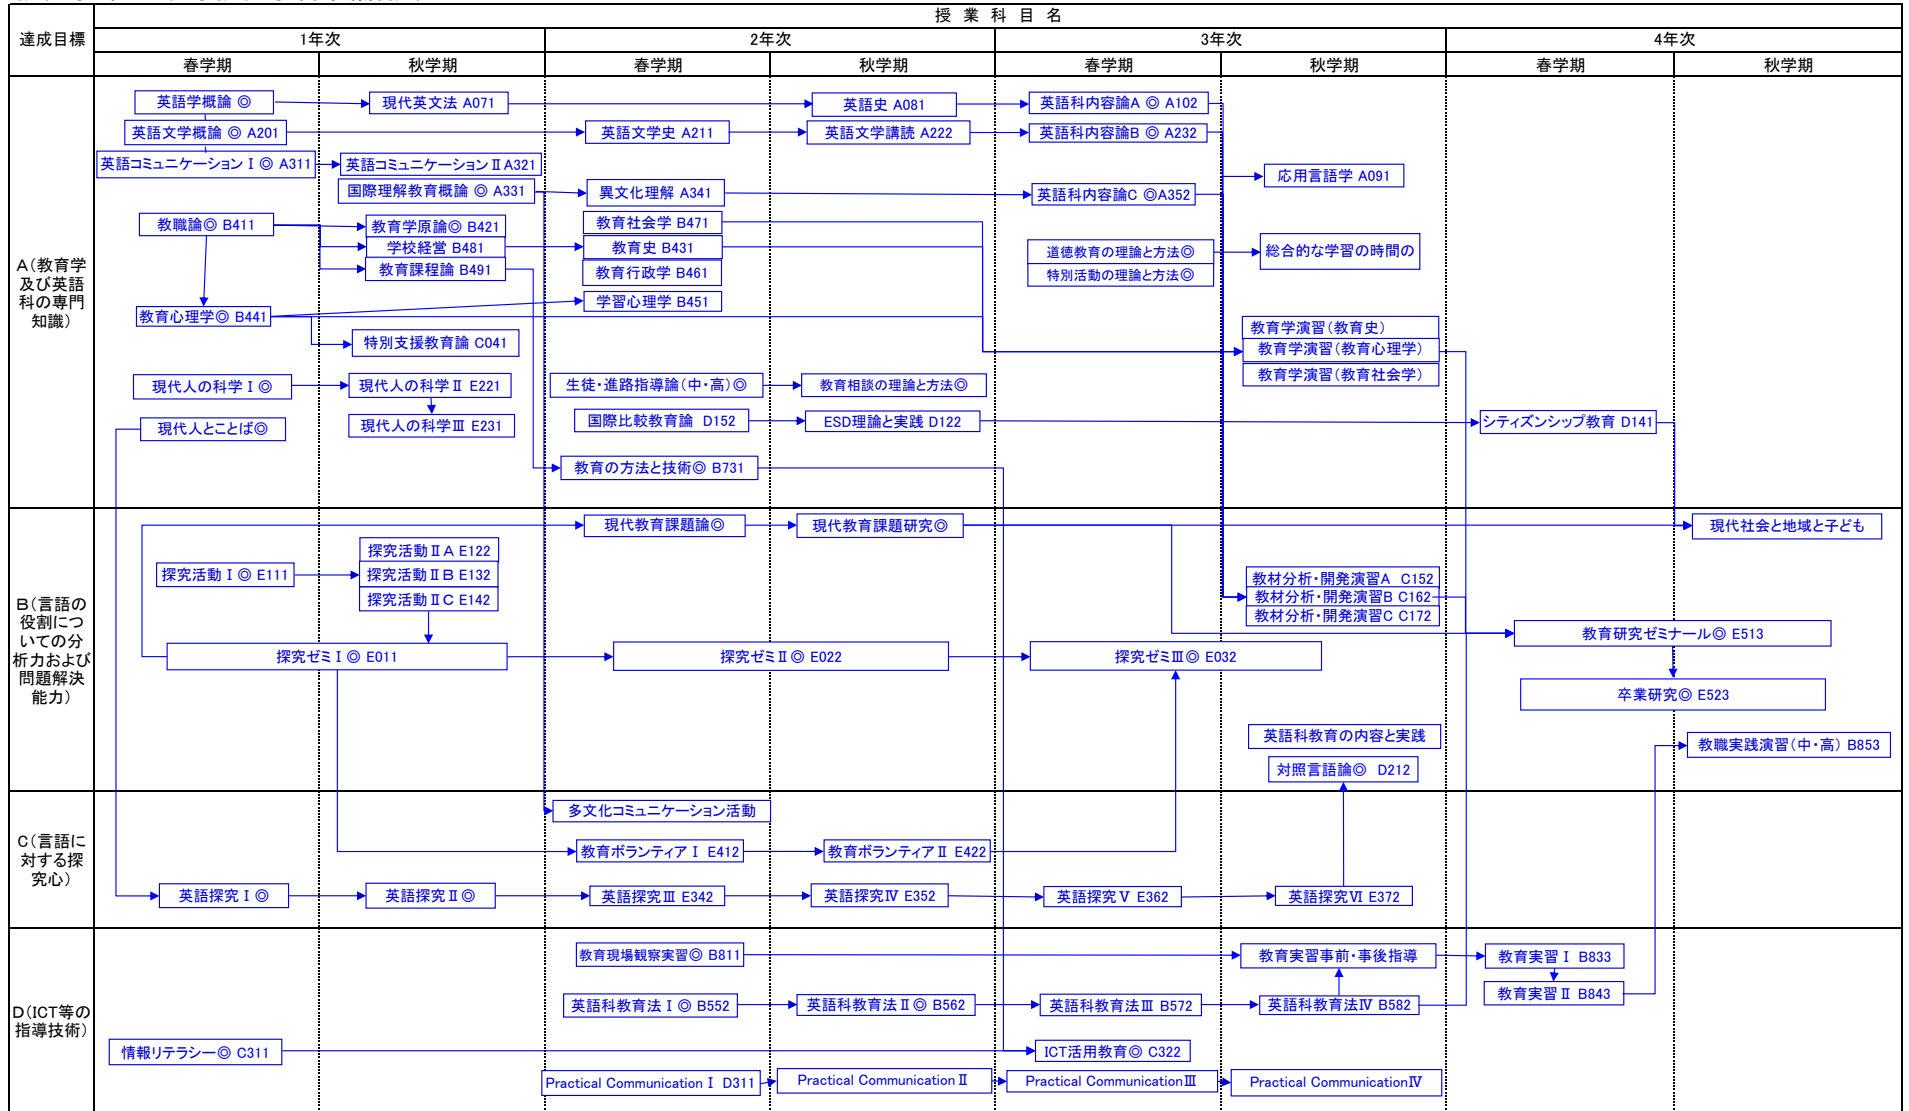 授 業 科 目 名
達成目標
1年次
2年次
3年次
4年次
春学期
秋学期
春学期
秋学期
春学期
秋学期
春学期
秋学期
A(教育学
及び英語
科の専門
知識)
英語学概論 ◎
現代英文法 A071
英語史 A081
英語科内容論A ◎ A102
英語文学概論 ◎ A201
英語文学史 A211
英語文学講読 A222
英語科内容論B ◎ A232
英語コミュニケーション Ⅰ ◎ A311
英語コミュニケーション Ⅱ A321
国際理解教育概論 ◎ A331
異文化理解 A341
英語科内容論C ◎A352
応用言語学 A091
教職論◎ B411
教育学原論◎ B421
教育社会学 B471
学校経営 B481
教育史 B431
道徳教育の理論と方法◎
総合的な学習の時間の
教育課程論 B491
教育行政学 B461
特別活動の理論と方法◎
学習心理学 B451
教育心理学◎ B441
特別支援教育論 C041
教育学演習(教育史)
教育学演習(教育心理学)
教育学演習(教育社会学)
現代人の科学Ⅰ◎
現代人の科学Ⅱ E221
生徒・進路指導論(中・高)◎
教育相談の理論と方法◎
現代人とことば◎
現代人の科学Ⅲ E231
国際比較教育論 D152
ESD理論と実践 D122
シティズンシップ教育 D141
教育の方法と技術◎ B731
B(言語の
役割につ
いての分
析力および
問題解決
能力)
現代教育課題論◎
現代教育課題研究◎
現代社会と地域と子ども
探究活動ⅡA E122
探究活動Ⅰ◎ E111
探究活動ⅡB E132
探究活動ⅡC E142
教材分析・開発演習A C152
教材分析・開発演習B C162
教材分析・開発演習C C172
教育研究ゼミナール◎ E513
探究ゼミⅠ◎ E011
探究ゼミⅡ◎ E022
探究ゼミⅢ◎ E032
卒業研究◎ E523
英語科教育の内容と実践
教職実践演習(中・高) B853
対照言語論◎ D212
C(言語に
対する探
究心)
多文化コミュニケーション活動
教育ボランティアⅠ E412
教育ボランティアⅡ E422
英語探究Ⅰ◎
英語探究Ⅱ◎
英語探究Ⅲ E342
英語探究Ⅳ E352
英語探究Ⅴ E362
英語探究Ⅵ E372
D(ICT等の
指導技術)
教育現場観察実習◎ B811
教育実習事前・事後指導
教育実習Ⅰ B833
英語科教育法Ⅰ◎ B552
英語科教育法Ⅱ◎ B562
英語科教育法Ⅲ B572
英語科教育法Ⅳ B582
教育実習Ⅱ B843
情報リテラシー◎ C311
ICT活用教育◎ C322
Practical CommunicationⅠ D311
Practical CommunicationⅡ
Practical CommunicationⅢ
Practical CommunicationⅣ